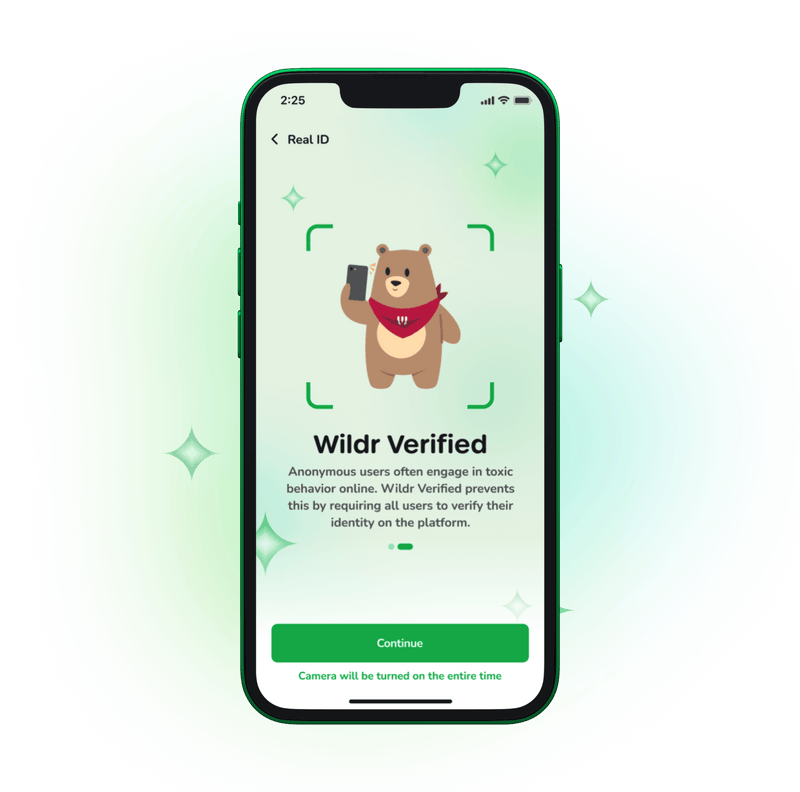 2:25
Real ID
Wildr Verified
Anonymous users often engage in toxic
behavior online. Wildr Verified prevents
this by requiring all users to verify their
identity on the platform.
Continue
Camera will be turned on the entire time